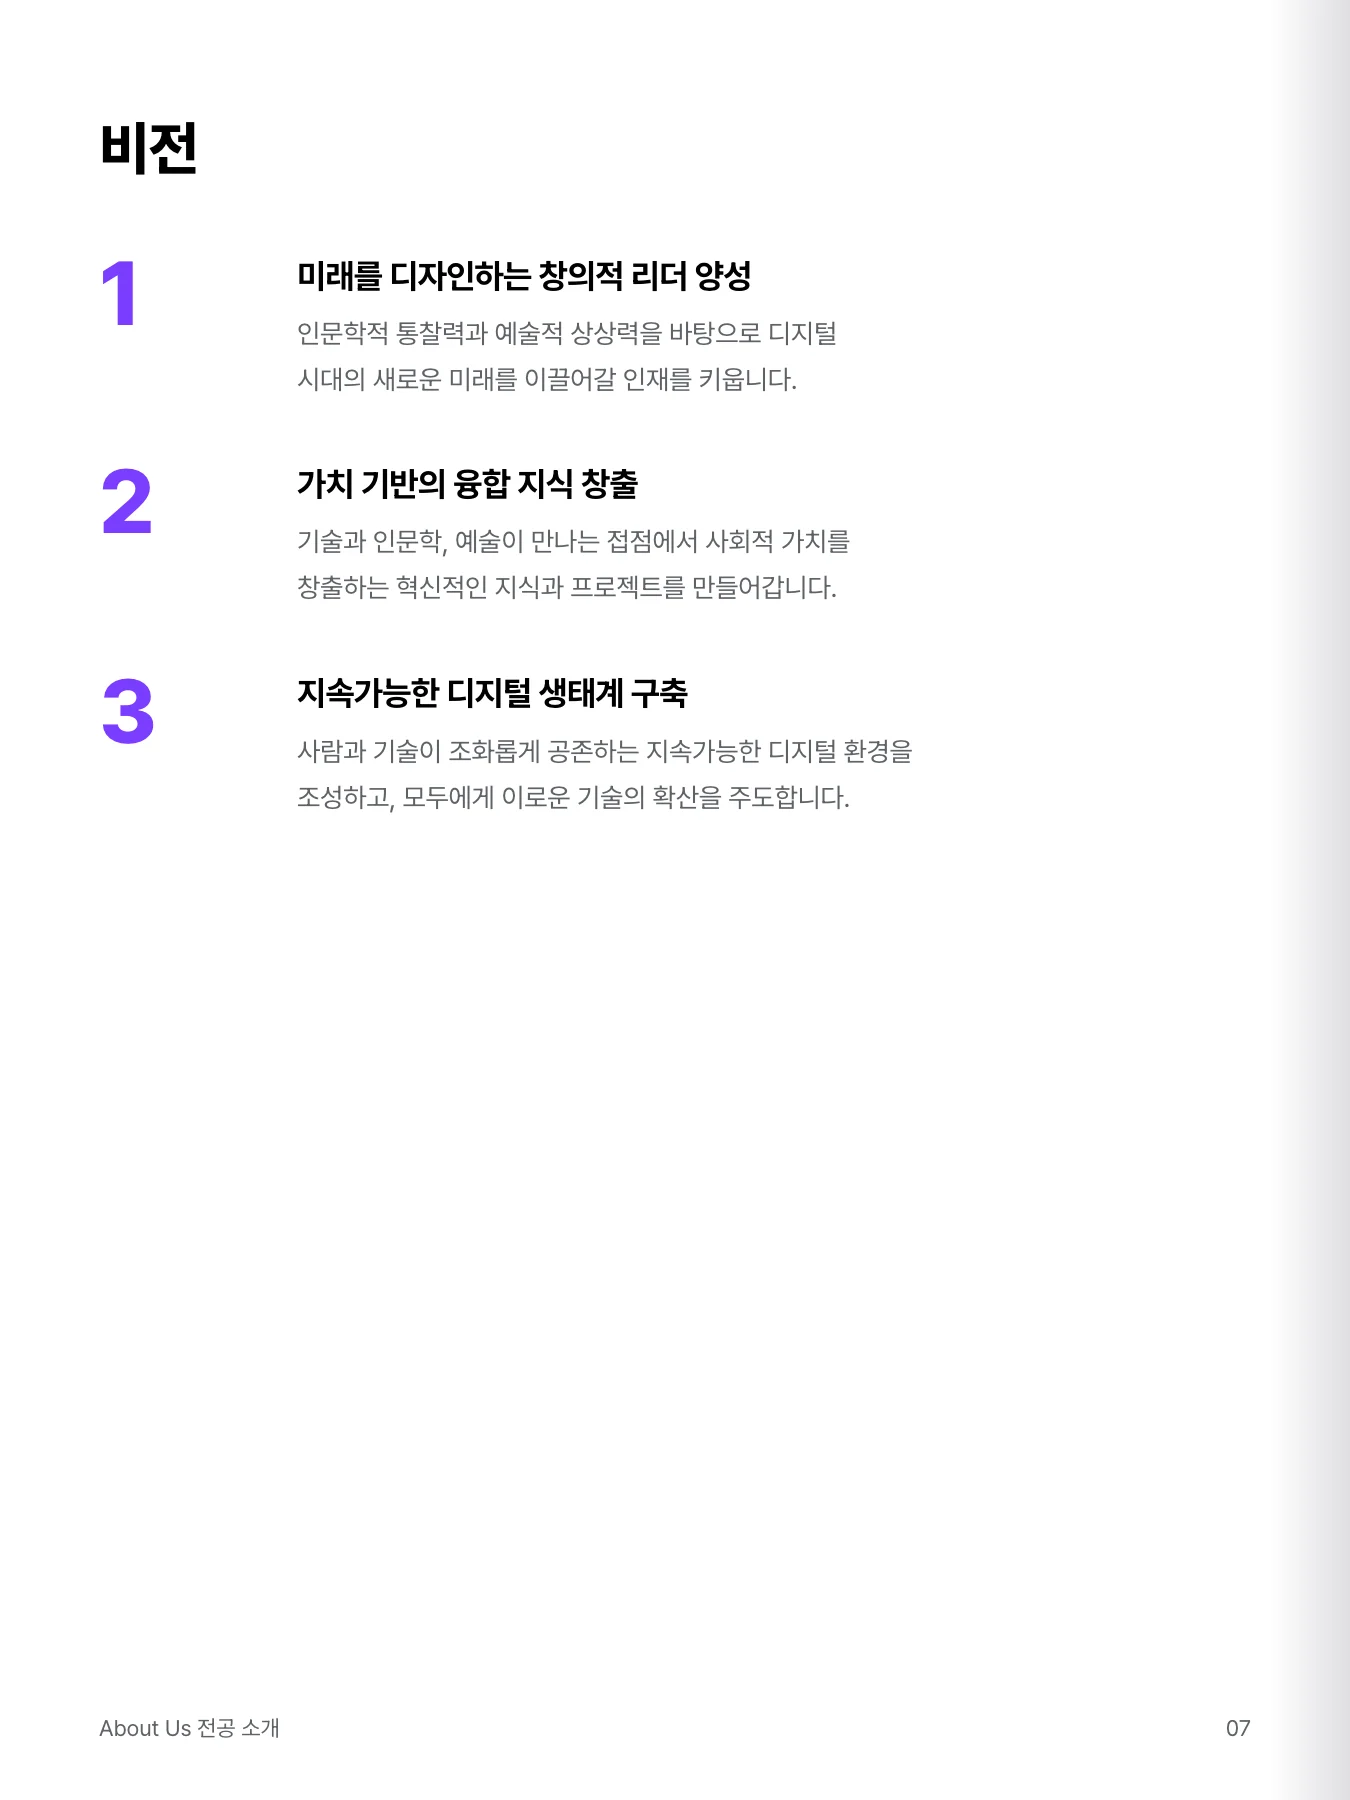 비전
1
미래를 디자인하는 창의적 리더 양성
인문학적 통찰력과 예술적 상상력을 바탕으로 디지털
시대의 새로운 미래를 이끌어갈 인재를 키웁니다.
2
가치 기반의 융합 지식 창출
기술과 인문학, 예술이 만나는 접점에서 사회적 가치를
창출하는 혁신적인 지식과 프로젝트를 만들어갑니다.
3
지속가능한 디지털 생태계 구축
사람과 기술이 조화롭게 공존하는 지속가능한 디지털 환경을
조성하고, 모두에게 이로운 기술의 확산을 주도합니다.
About Us 전공 소개
07